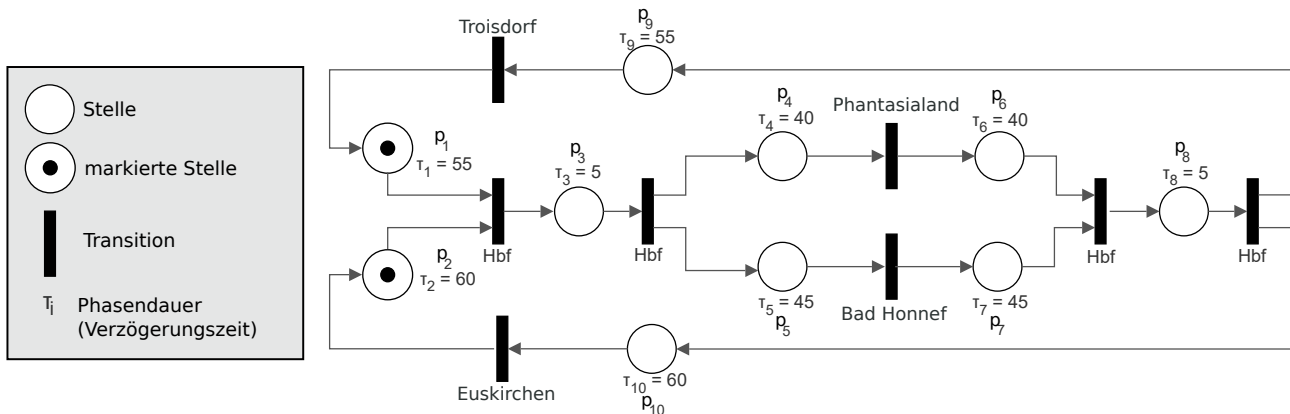 Stelle
markierte Stelle
Transition
τi Phasendauer
(Verzögerungszeit)
Troisdorf
p9
τ9 = 55
p1
τ1 = 55
p2
τ2 = 60
Hbf
p3
τ3 = 5
Hbf
p4
τ4 = 40
Phantasialand
p6
τ6 = 40
τ5 = 45
p5
Bad Honnef
τ7 = 45
p7
Hbf
p8
τ8 = 5
Hbf
Euskirchen
τ10 = 60
p10